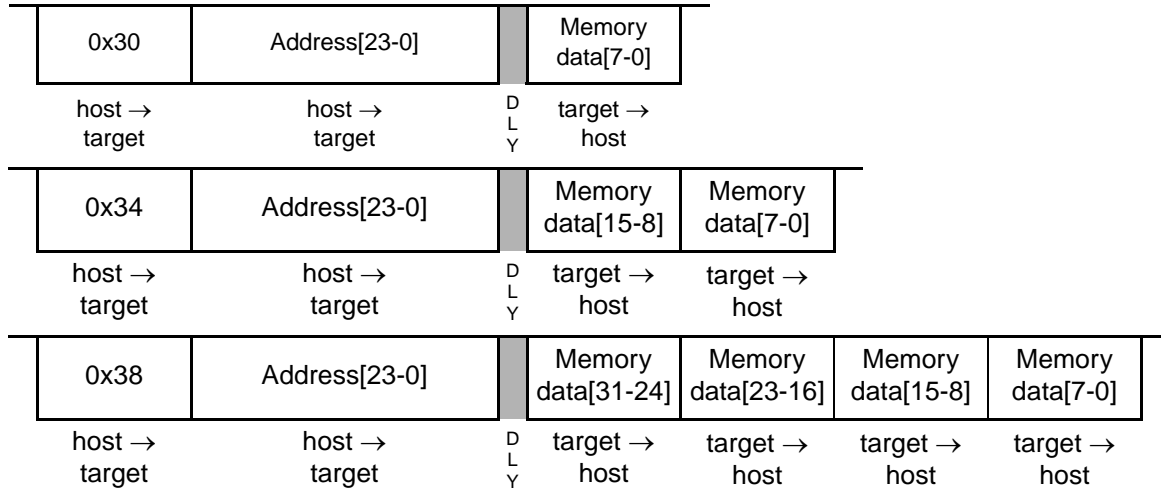 0x30
Address[23-0]
Memory
data[7-0]
host →
target
host →
target
D
L
Y
target →
host
0x34
Address[23-0]
Memory
data[15-8]
Memory
data[7-0]
host →
target
host →
target
D
L
Y
target →
host
target →
host
0x38
Address[23-0]
Memory
data[31-24]
Memory
data[23-16]
Memory
data[15-8]
Memory
data[7-0]
host →
target
host →
target
D
L
Y
target →
host
target →
host
target →
host
target →
host